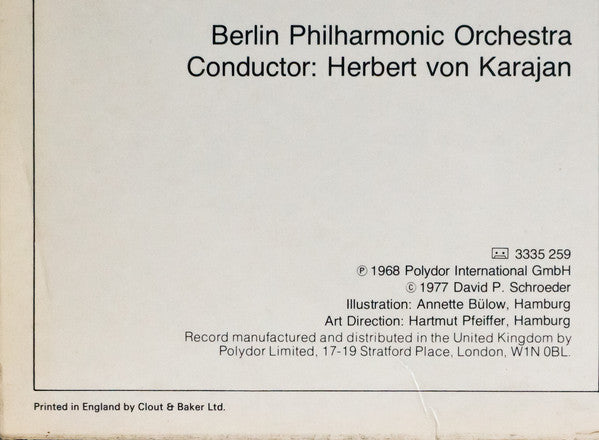 Berlin Philharmonic Orchestra
Conductor: Herbert von Karajan
3335 259
℗ 1968 Polydor International GmbH
© 1977 David P. Schroeder
Illustration: Annette Bülow, Hamburg
Art Direction: Hartmut Pfeiffer, Hamburg
Record manufactured and distributed in the United Kingdom by
Polydor Limited, 17-19 Stratford Place, London, W1N 0BL.
Printed in England by Clout & Baker Ltd.